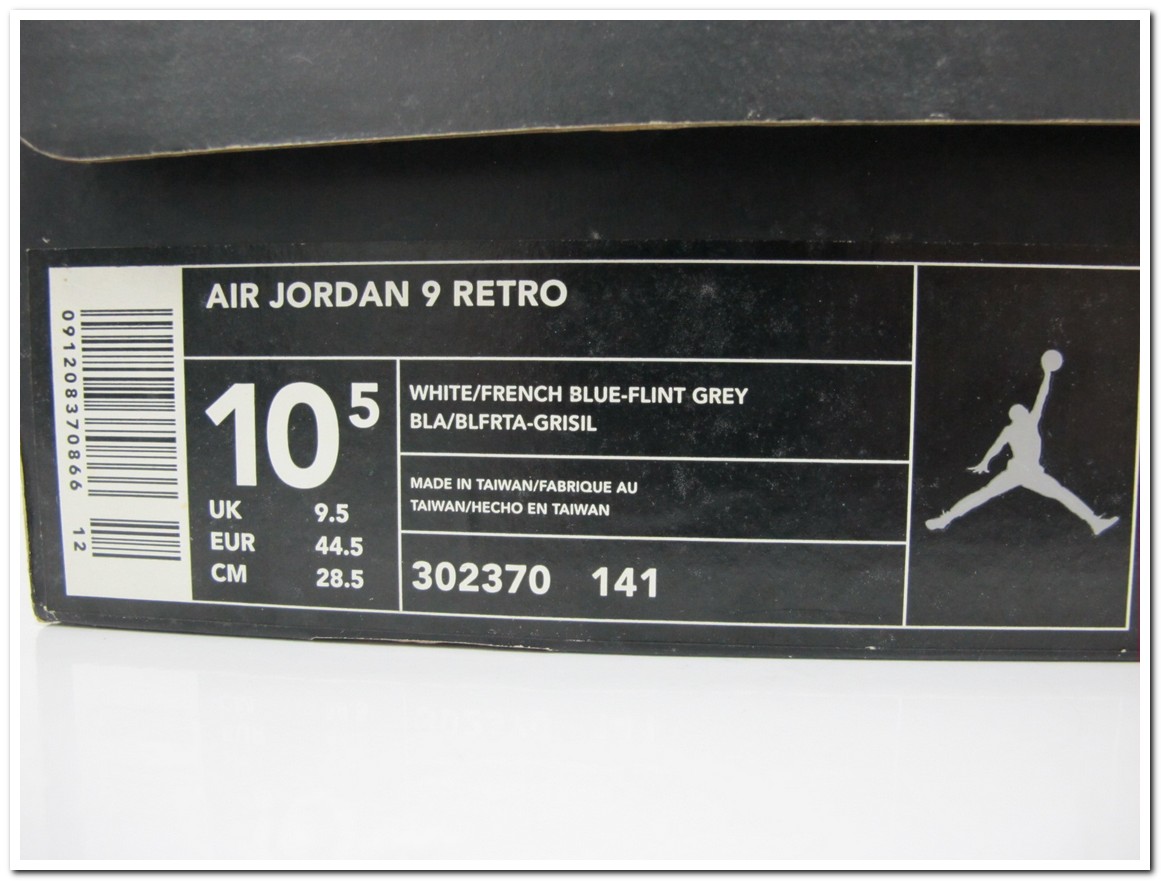 AIR JORDAN 9 RETRO
091208370866 12
10 5
WHITE/FRENCH BLUE-FLINT GREY
BLA/BLFRTA-GRISIL
UK 9.5
EUR 44.5
CM 28.5
MADE IN TAIWAN/FABRIQUE AU
TAIWAN/HECHO EN TAIWAN
302370 141